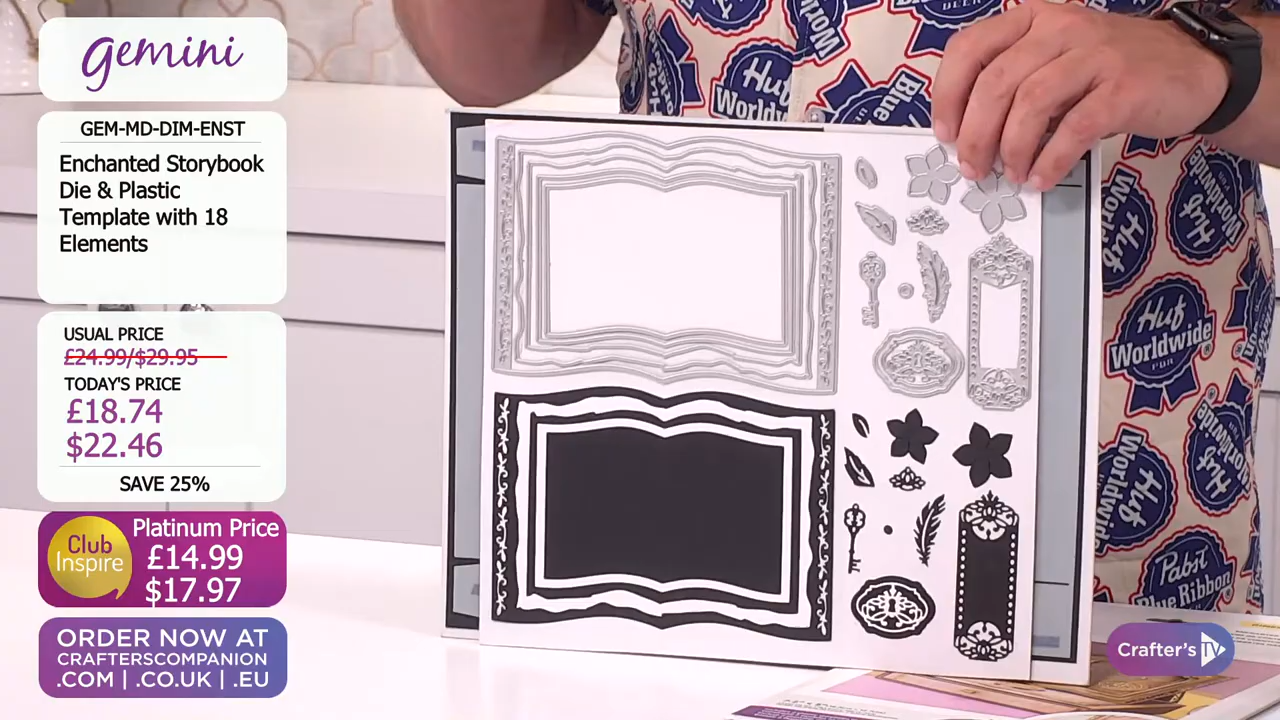 gemini
GEM-MD-DIM-ENST
Enchanted Storybook
Die & Plastic
Template with 18
Elements
USUAL PRICE
£24.99/$29.95
TODAY'S PRICE
£18.74
$22.46
SAVE 25%
Club
Inspire
Platinum Price
£14.99
$17.97
ORDER NOW AT
CRAFTERSCOMPANION
.COM | .CO.UK | .EU
Crafter's TV
Huf
Worldwide
Huf
Worldwide
Pabst
Blue Ribbon